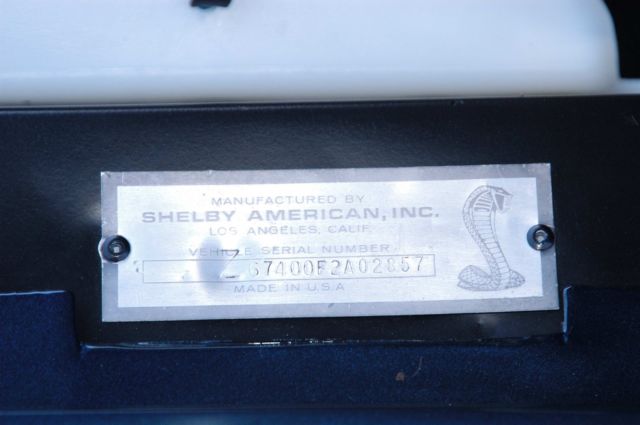 MANUFACTURED BY
SHELBY AMERICAN, INC.
LOS ANGELES, CALIF.
VEHICLE SERIAL NUMBER
Z 67400F2A02857
MADE IN U.S.A